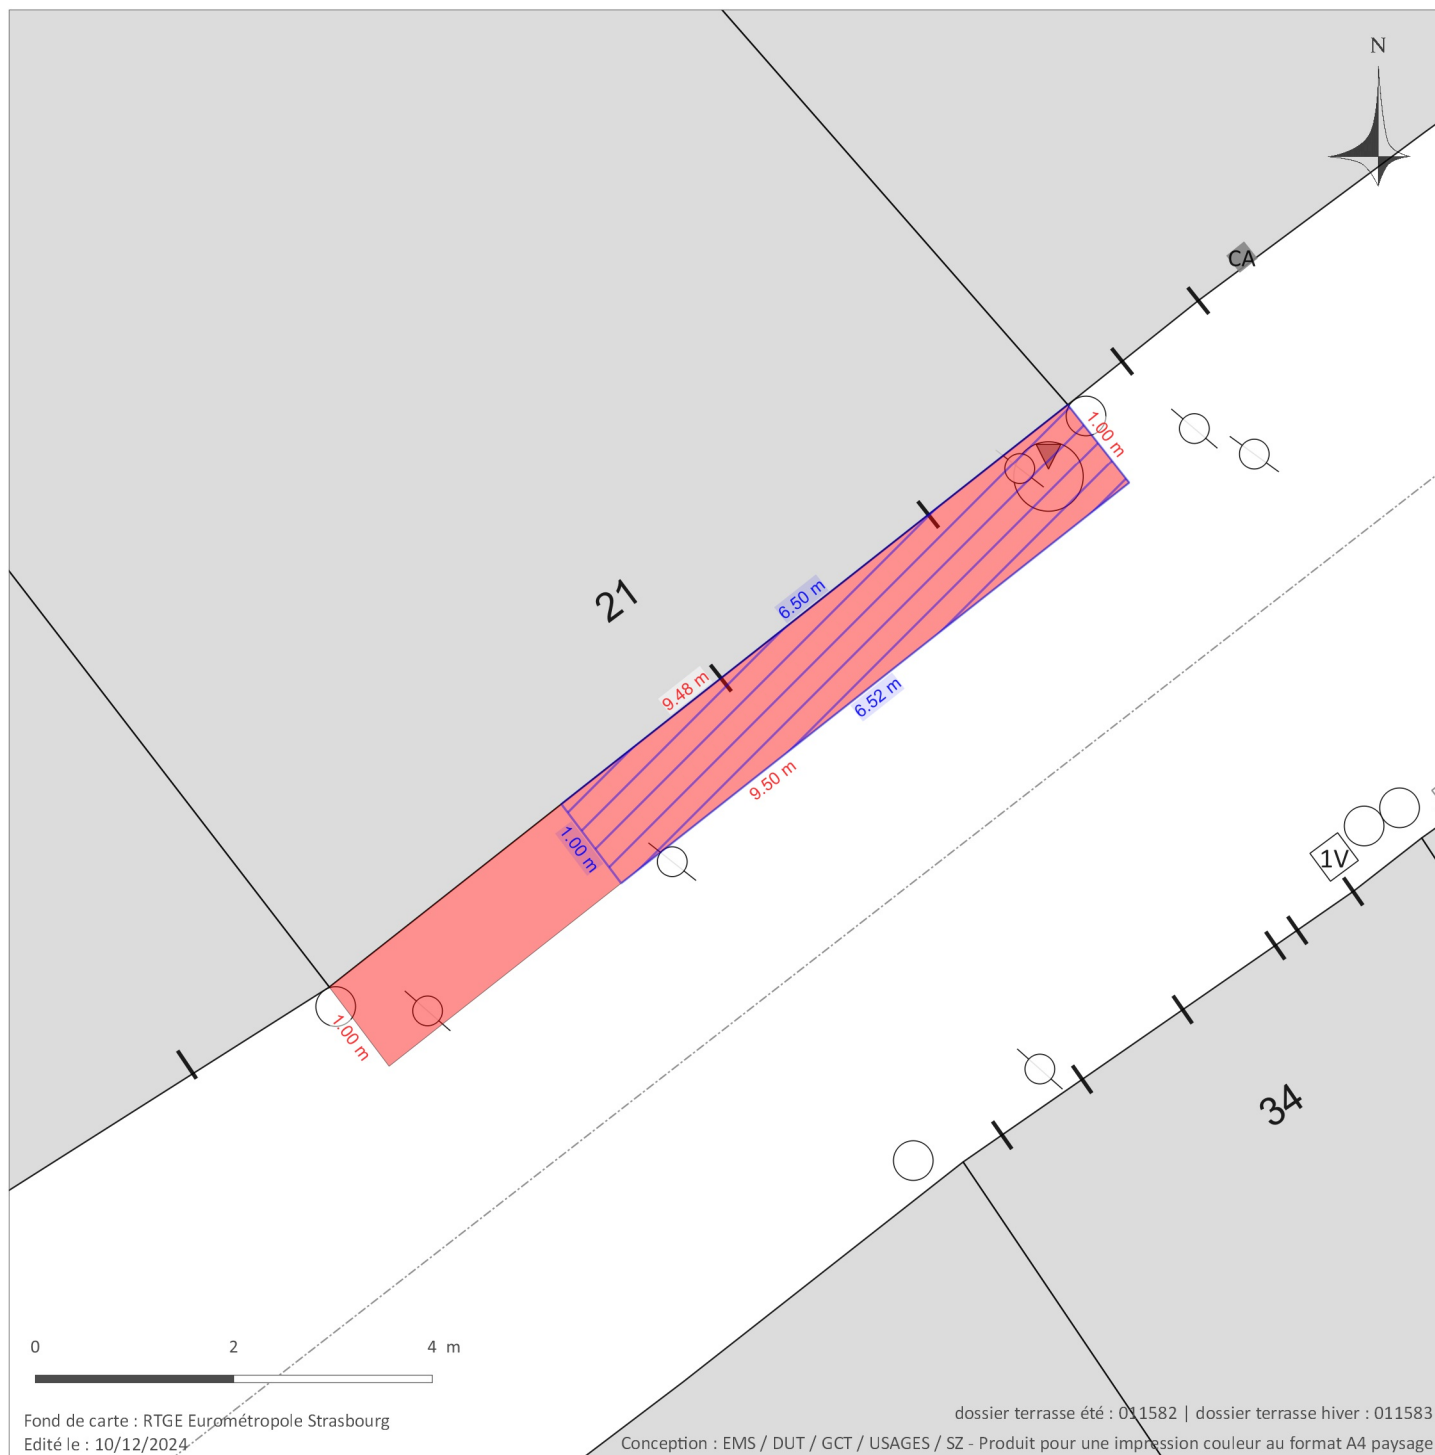 N
CA
1.00 m
6.50 m
21
9.48 m
6.52 m
9.50 m
1.00 m
1V
1.00 m
34
0 2 4 m
Fond de carte : RTGE Eurométropole Strasbourg
Edité le : 10/12/2024
dossier terrasse été : 011582 | dossier terrasse hiver : 011583
Conception : EMS / DUT / GCT / USAGES / SZ - Produit pour une impression couleur au format A4 paysage